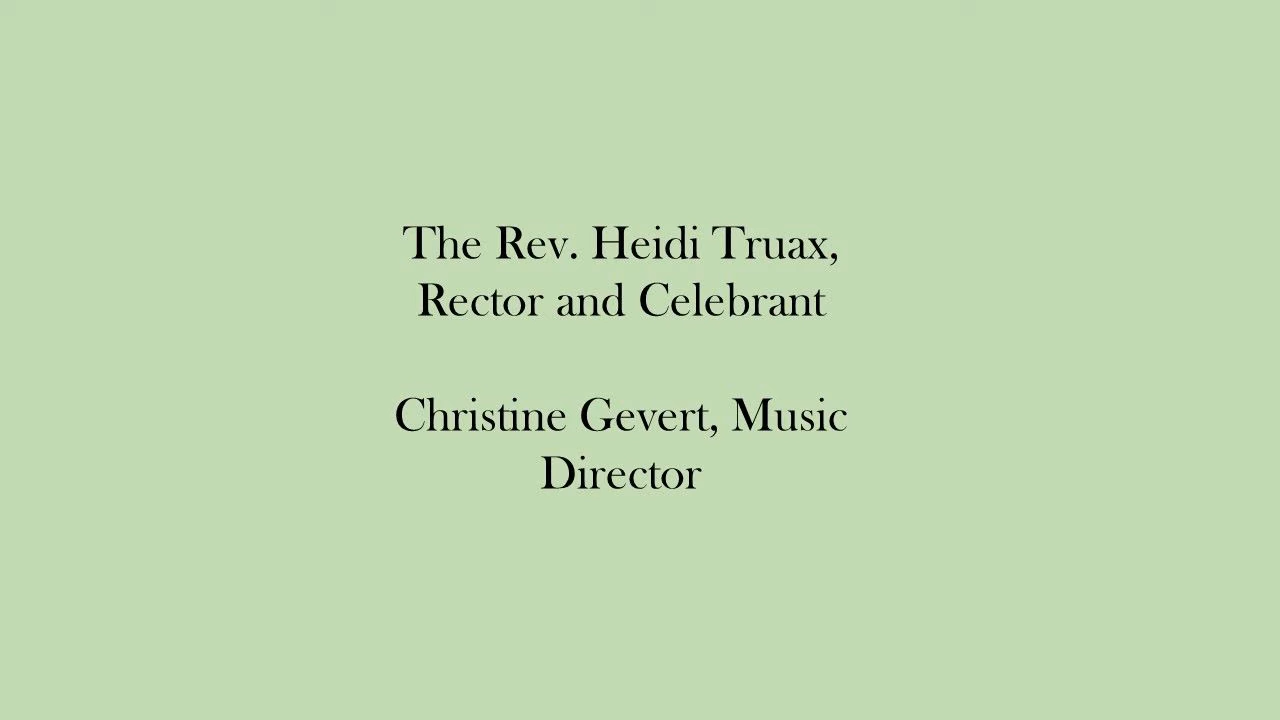 The Rev. Heidi Truax,
Rector and Celebrant
Christine Gevert, Music
Director